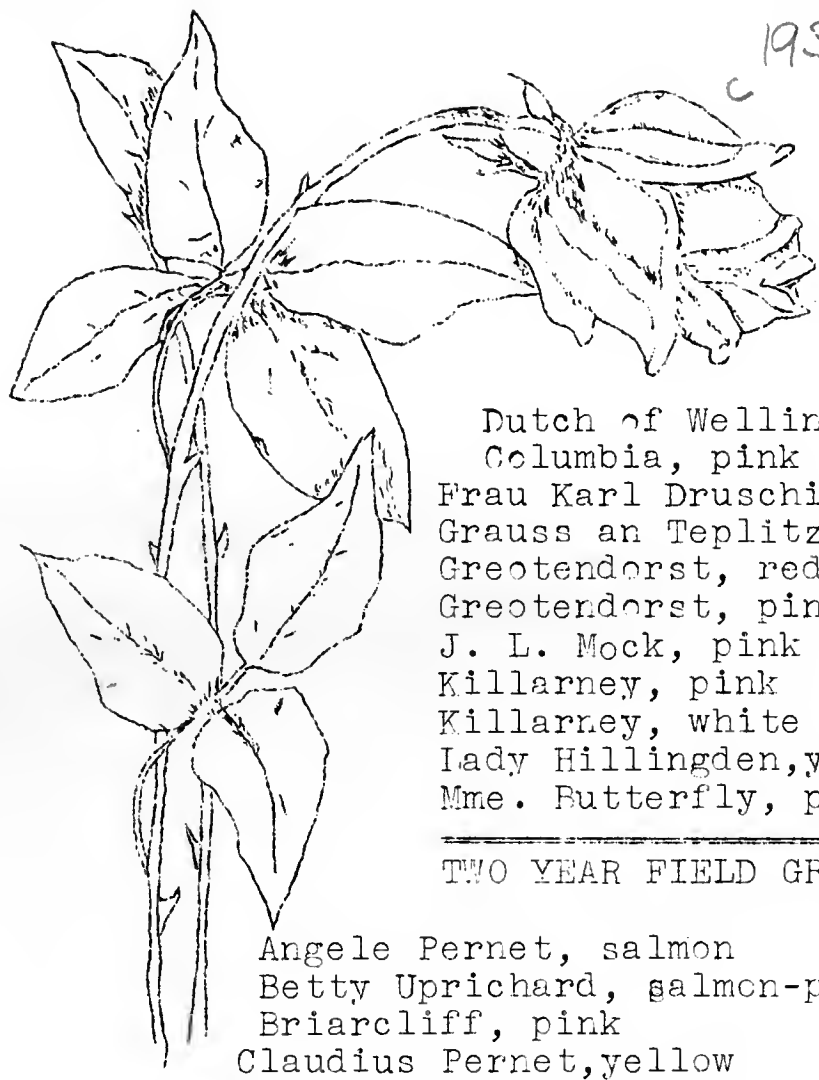 193
Dutch of Wellin
Columbia, pink
Frau Karl Druschi
Grauss an Teplitz
Greotendorst, red
Greotendorst, pin
J. L. Mock, pink
Killarney, pink
Killarney, white
Lady Hillingden,y
Mme. Butterfly, p
TWO YEAR FIELD GR
Angele Pernet, salmon
Betty Uprichard, salmon-p
Briarcliff, pink
Claudius Pernet,yellow